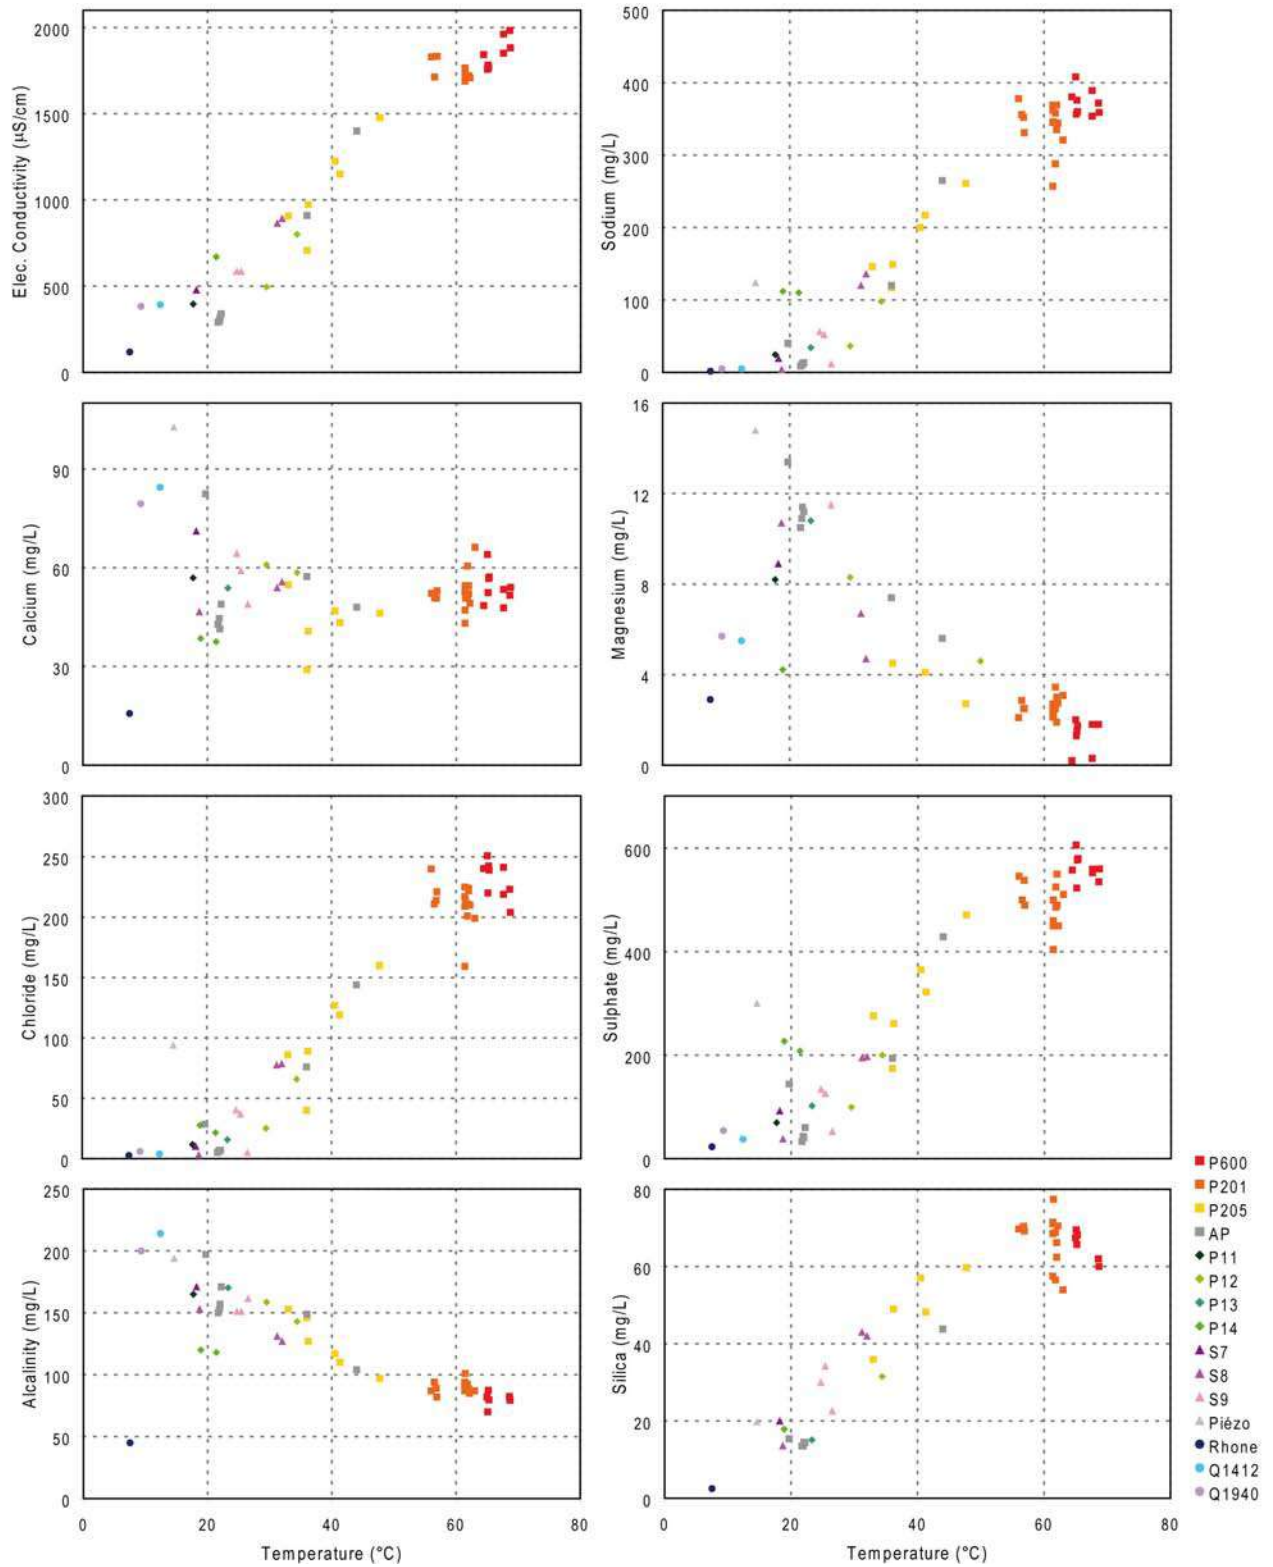 Elec. Conductivity (µS/cm)
2000
1500
1000
500
0
Sodium (mg/L)
500
400
300
200
100
0
Calcium (mg/L)
90
60
30
0
Magnesium (mg/L)
16
12
8
4
0
Chloride (mg/L)
300
250
200
150
100
50
0
Sulphate (mg/L)
600
400
200
0
Alcalinity (mg/L)
250
200
150
100
50
0
0 20 40 60 80
Temperature (°C)
Silica (mg/L)
80
60
40
20
0
0 20 40 60 80
Temperature (°C)
P600
P201
P205
AP
P11
P12
P13
P14
S7
S8
S9
Piézo
Rhone
Q1412
Q1940